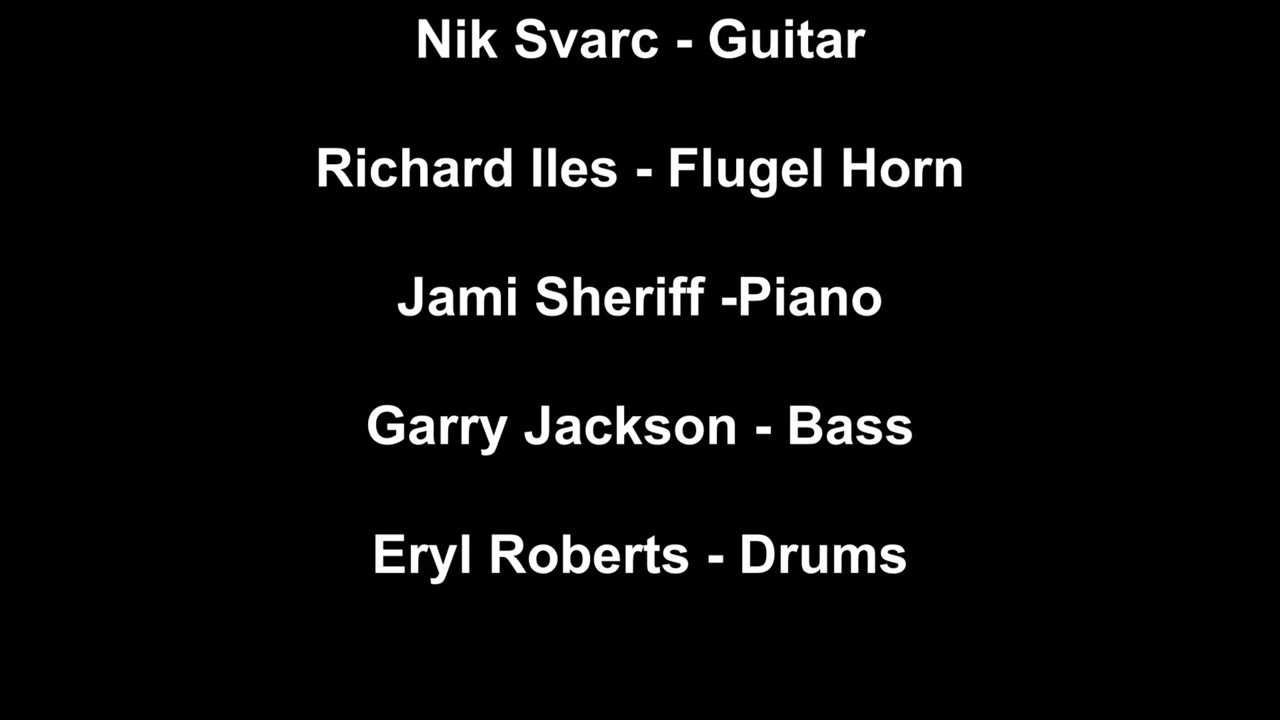 Nik Svarc - Guitar
Richard Iles - Flugel Horn
Jami Sheriff -Piano
Garry Jackson - Bass
Eryl Roberts - Drums